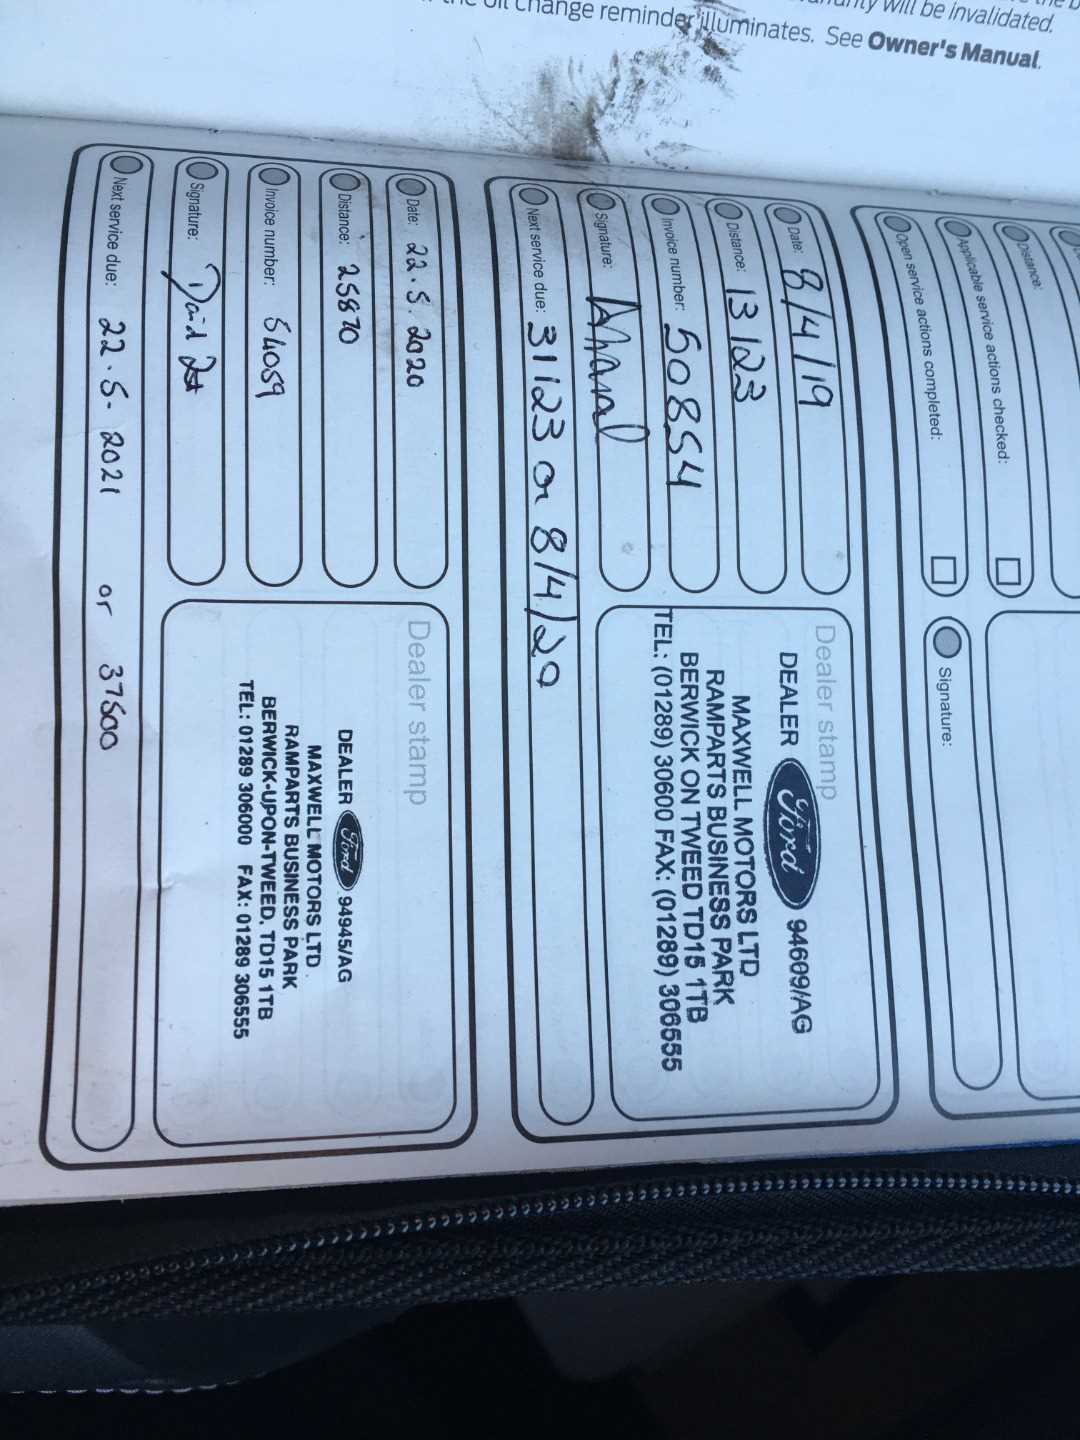 the oil change reminder illuminates. See Owner's Manual.
will be invalidated.
Distance:
Applicable service actions checked:
Open service actions completed:
Signature:
Date: 8/4/19
Distance: 13123
Invoice number: 50854
Signature:
Next service due: 31123 or 8/4/20
Dealer stamp
DEALER Ford 94609/AG
MAXWELL MOTORS LTD
RAMPARTS BUSINESS PARK
BERWICK ON TWEED TD15 1TB
TEL: (01289) 30600 FAX: (01289) 306555
Date: 22.5.2020
Distance: 25870
Invoice number: 54059
Signature: David
Next service due: 22.5.2021 or 37500
Dealer stamp
DEALER Ford 94945/AG
MAXWELL MOTORS LTD.
RAMPARTS BUSINESS PARK
BERWICK-UPON-TWEED, TD15 1TB
TEL: 01289 306000 FAX: 01289 306555